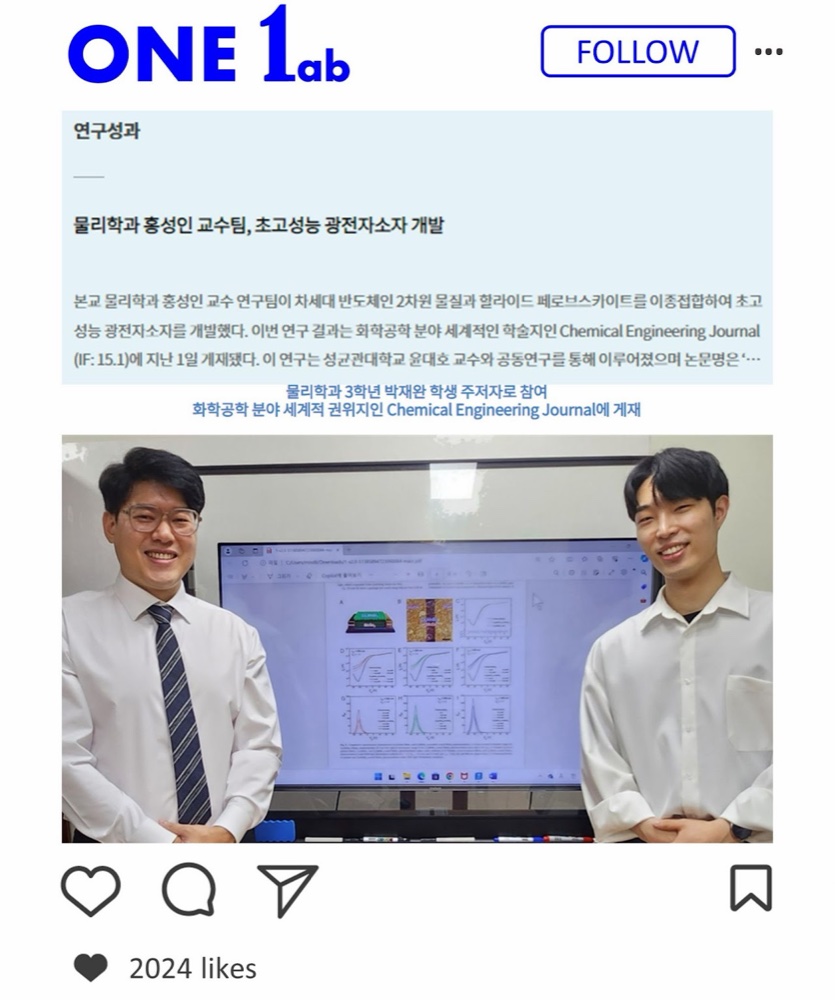 ONE 1ab
FOLLOW
연구성과
물리학과 홍성인 교수팀, 초고성능 광전자소자 개발
본교 물리학과 홍성인 교수 연구팀이 차세대 반도체인 2차원 물질과 할라이드 페로브스카이트를 이종접합하여 초고
성능 광전자소자를 개발했다. 이번 연구 결과는 화학공학 분야 세계적인 학술지인 Chemical Engineering Journal
(IF: 15.1)에 지난 1일 게재됐다. 이 연구는 성균관대학교 윤대호 교수와 공동연구를 통해 이루어졌으며 논문명은 ‘…
물리학과 3학년 박재완 학생 주저자로 참여
화학공학 분야 세계적 권위지인 Chemical Engineering Journal에 게재
2024 likes